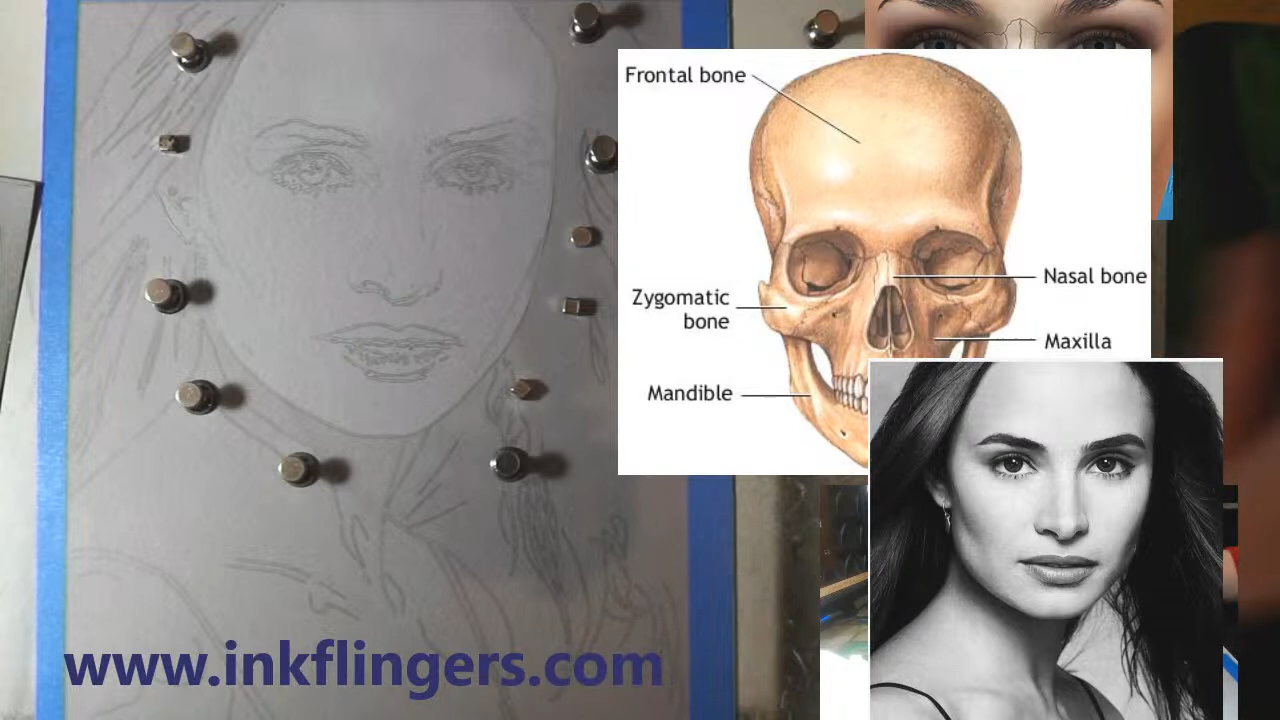 Frontal bone
Nasal bone
Zygomatic
bone
Maxilla
Mandible
www.inkflingers.com